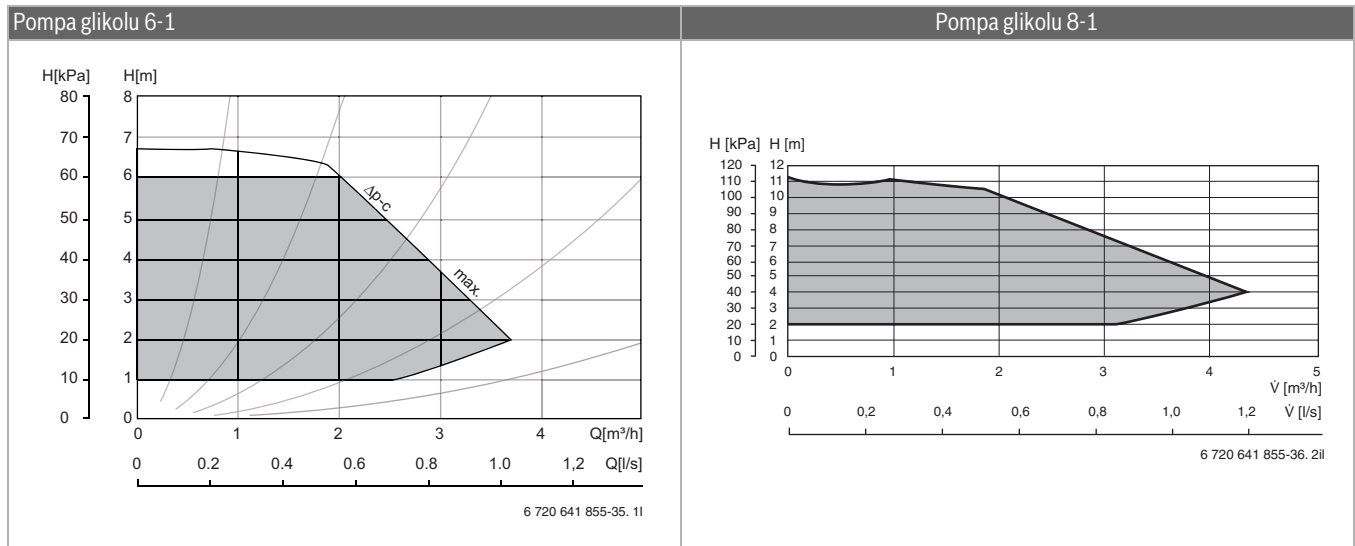 Pompa glikolu 6-1
H[kPa] H[m]
80 8
70 7
60 6
50 5
40 4
30 3
20 2
10 1
0 0
Δp-c
max.
0 1 2 3 4 Q[m³/h]
0 0.2 0.4 0.6 0.8 1.0 1,2 Q[l/s]
6 720 641 855-35. 1l
Pompa glikolu 8-1
H [kPa] H [m]
120 12
110 11
100 10
90 9
80 8
70 7
60 6
50 5
40 4
30 3
20 2
10 1
0 0
0 1 2 3 4 5
V̇ [m³/h]
0 0,2 0,4 0,6 0,8 1,0 1,2 V̇ [l/s]
6 720 641 855-36. 2il